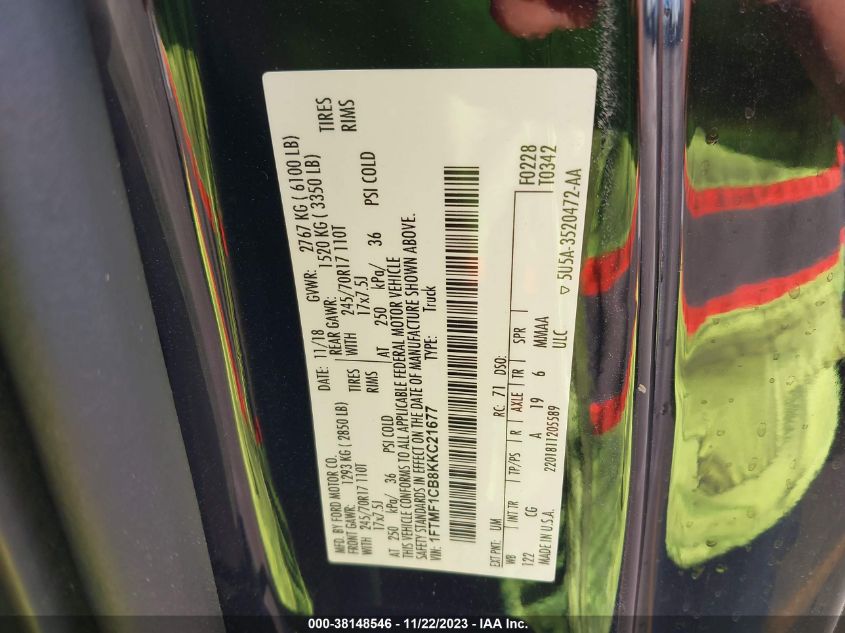 MFD. BY FORD MOTOR CO.
DATE: 11/18 GVWR: 2767 KG ( 6100 LB)
FRONT GAWR: 1293 KG ( 2850 LB) REAR GAWR: 1520 KG ( 3350 LB)
WITH 245/70R17 110T TIRES WITH 245/70R17 110T TIRES
17x7.5J RIMS 17x7.5J RIMS
AT 250 kPa/ 36 PSI COLD AT 250 kPa/ 36 PSI COLD
THIS VEHICLE CONFORMS TO ALL APPLICABLE FEDERAL MOTOR VEHICLE
SAFETY STANDARDS IN EFFECT ON THE DATE OF MANUFACTURE SHOWN ABOVE.
VIN: 1FTMF1CB8KKC21677 TYPE: Truck
EXT PNT: UM RC: 71 DSO: F0228
WB INT TR TP/PS R AXLE TR SPR T0342
122 CG A 19 6 MMAA
MADE IN U.S.A. 2201811205589 ULC ▽ 5U5A-3520472-AA
000-38148546 - 11/22/2023 - IAA Inc.